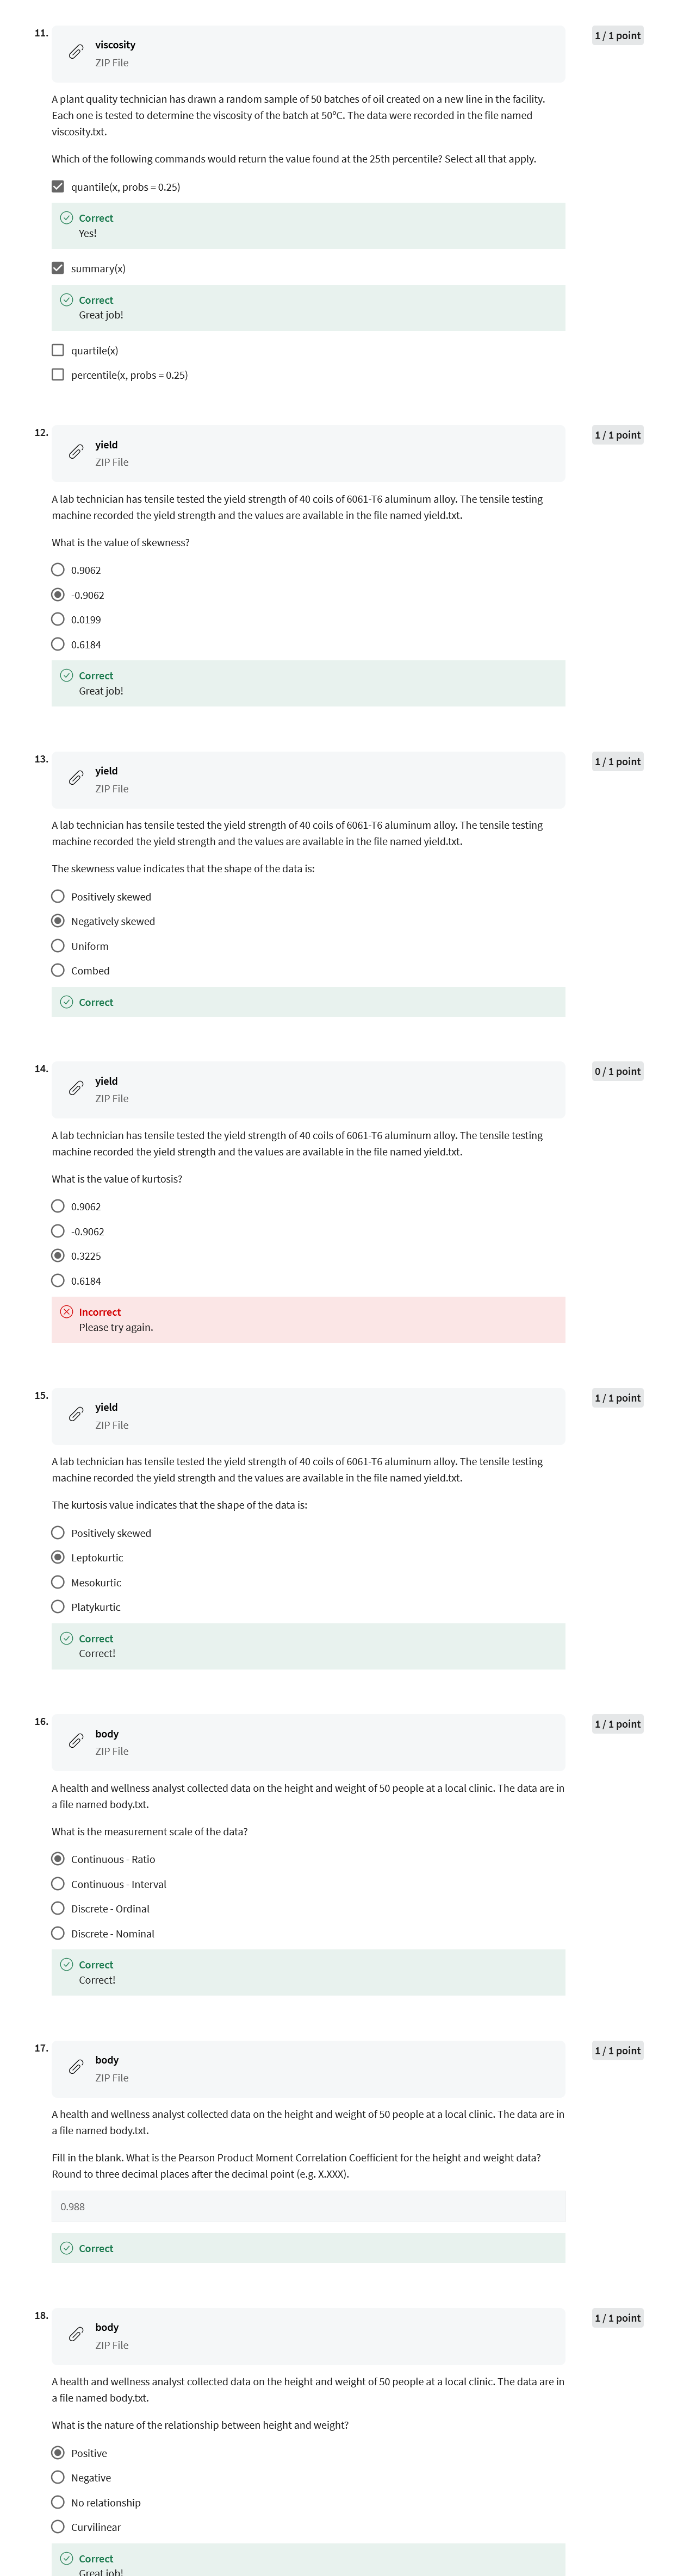 11.
viscosity
ZIP File
1 / 1 point
A plant quality technician has drawn a random sample of 50 batches of oil created on a new line in the facility.
Each one is tested to determine the viscosity of the batch at 50ºC. The data were recorded in the file named
viscosity.txt.
Which of the following commands would return the value found at the 25th percentile? Select all that apply.
quantile(x, probs = 0.25)
Correct
Yes!
summary(x)
Correct
Great job!
quartile(x)
percentile(x, probs = 0.25)
12.
yield
ZIP File
1 / 1 point
A lab technician has tensile tested the yield strength of 40 coils of 6061-T6 aluminum alloy. The tensile testing
machine recorded the yield strength and the values are available in the file named yield.txt.
What is the value of skewness?
0.9062
-0.9062
0.0199
0.6184
Correct
Great job!
13.
yield
ZIP File
1 / 1 point
A lab technician has tensile tested the yield strength of 40 coils of 6061-T6 aluminum alloy. The tensile testing
machine recorded the yield strength and the values are available in the file named yield.txt.
The skewness value indicates that the shape of the data is:
Positively skewed
Negatively skewed
Uniform
Combed
Correct
14.
yield
ZIP File
0 / 1 point
A lab technician has tensile tested the yield strength of 40 coils of 6061-T6 aluminum alloy. The tensile testing
machine recorded the yield strength and the values are available in the file named yield.txt.
What is the value of kurtosis?
0.9062
-0.9062
0.3225
0.6184
Incorrect
Please try again.
15.
yield
ZIP File
1 / 1 point
A lab technician has tensile tested the yield strength of 40 coils of 6061-T6 aluminum alloy. The tensile testing
machine recorded the yield strength and the values are available in the file named yield.txt.
The kurtosis value indicates that the shape of the data is:
Positively skewed
Leptokurtic
Mesokurtic
Platykurtic
Correct
Correct!
16.
body
ZIP File
1 / 1 point
A health and wellness analyst collected data on the height and weight of 50 people at a local clinic. The data are in
a file named body.txt.
What is the measurement scale of the data?
Continuous - Ratio
Continuous - Interval
Discrete - Ordinal
Discrete - Nominal
Correct
Correct!
17.
body
ZIP File
1 / 1 point
A health and wellness analyst collected data on the height and weight of 50 people at a local clinic. The data are in
a file named body.txt.
Fill in the blank. What is the Pearson Product Moment Correlation Coefficient for the height and weight data?
Round to three decimal places after the decimal point (e.g. X.XXX).
0.988
Correct
18.
body
ZIP File
1 / 1 point
A health and wellness analyst collected data on the height and weight of 50 people at a local clinic. The data are in
a file named body.txt.
What is the nature of the relationship between height and weight?
Positive
Negative
No relationship
Curvilinear
Correct
Great job!